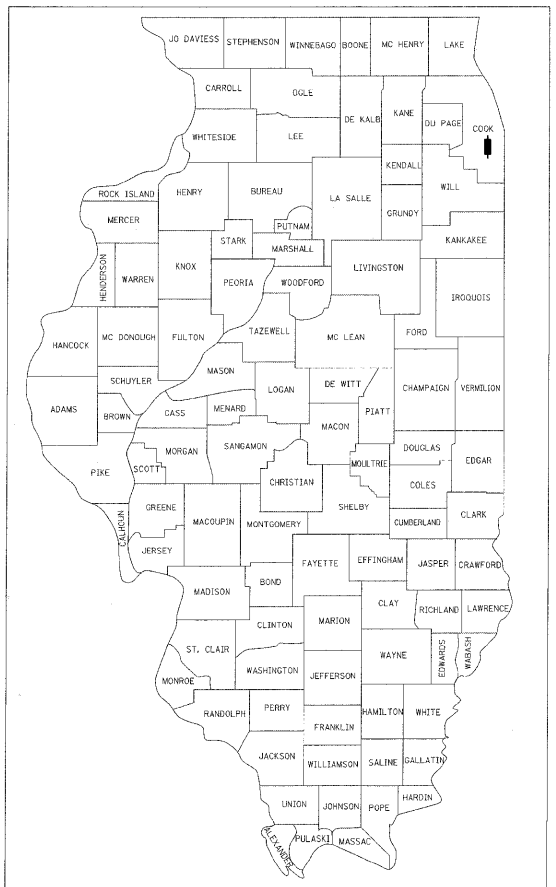 JO DAVIESS STEPHENSON WINNEBAGO BOONE MC HENRY LAKE
CARROLL OGLE
DE KALB KANE DU PAGE COOK
WHITESIDE LEE
KENDALL WILL
ROCK ISLAND HENRY BUREAU LA SALLE GRUNDY
MERCER PUTNAM
STARK MARSHALL KANKAKEE
HENDERSON WARREN KNOX PEORIA WOODFORD LIVINGSTON IROQUOIS
HANCOCK MC DONOUGH FULTON TAZEWELL MC LEAN FORD
MASON
SCHUYLER LOGAN DE WITT CHAMPAIGN VERMILION
ADAMS BROWN CASS MENARD PIATT
MACON
MORGAN SANGAMON DOUGLAS EDGAR
PIKE SCOTT CHRISTIAN MOULTRIE COLES
CALHOUN GREENE MACOUPIN MONTGOMERY SHELBY CUMBERLAND CLARK
JERSEY
FAYETTE EFFINGHAM JASPER CRAWFORD
MADISON BOND
CLAY RICHLAND LAWRENCE
CLINTON MARION
ST. CLAIR WAYNE EDWARDS WABASH
WASHINGTON JEFFERSON
MONROE
RANDOLPH PERRY HAMILTON WHITE
FRANKLIN
JACKSON WILLIAMSON SALINE GALLATIN
UNION JOHNSON POPE HARDIN
ALEXANDER PULASKI MASSAC